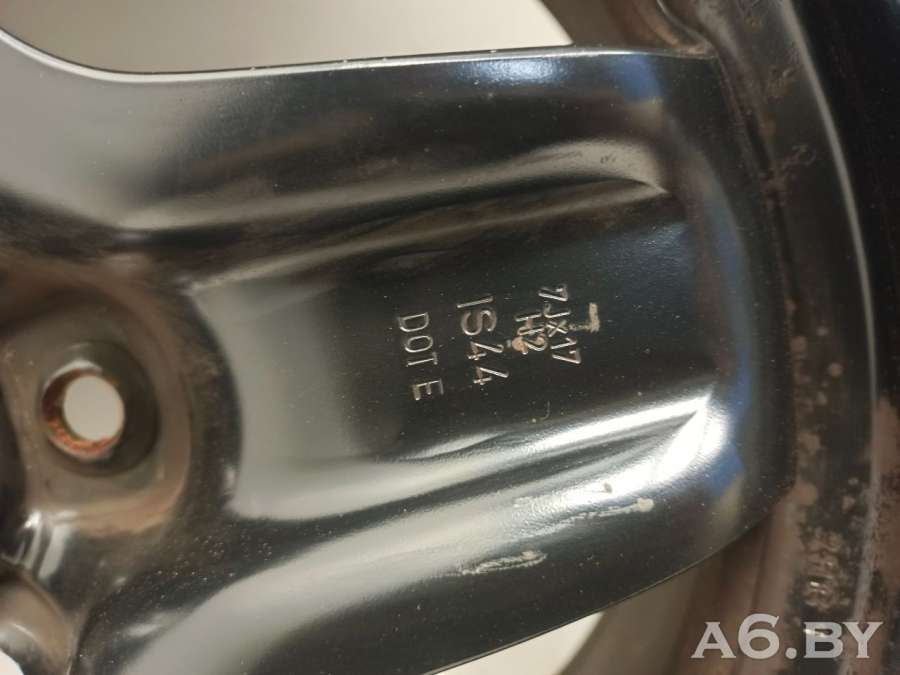 7JX17
H2
IS44
DOT E
A6.BY